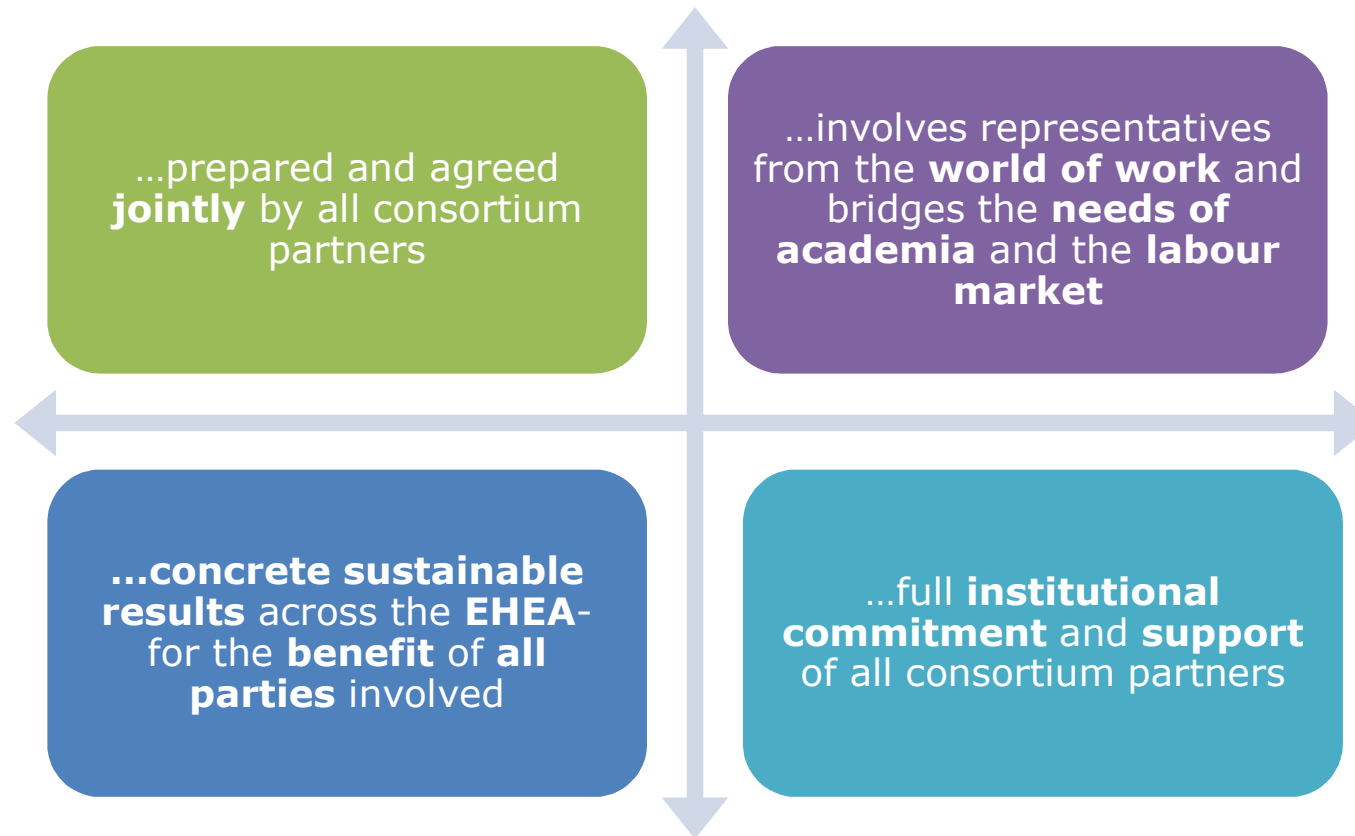 …prepared and agreed
jointly by all consortium
partners
…involves representatives
from the world of work and
bridges the needs of
academia and the labour
market
…concrete sustainable
results across the EHEA-
for the benefit of all
parties involved
…full institutional
commitment and support
of all consortium partners